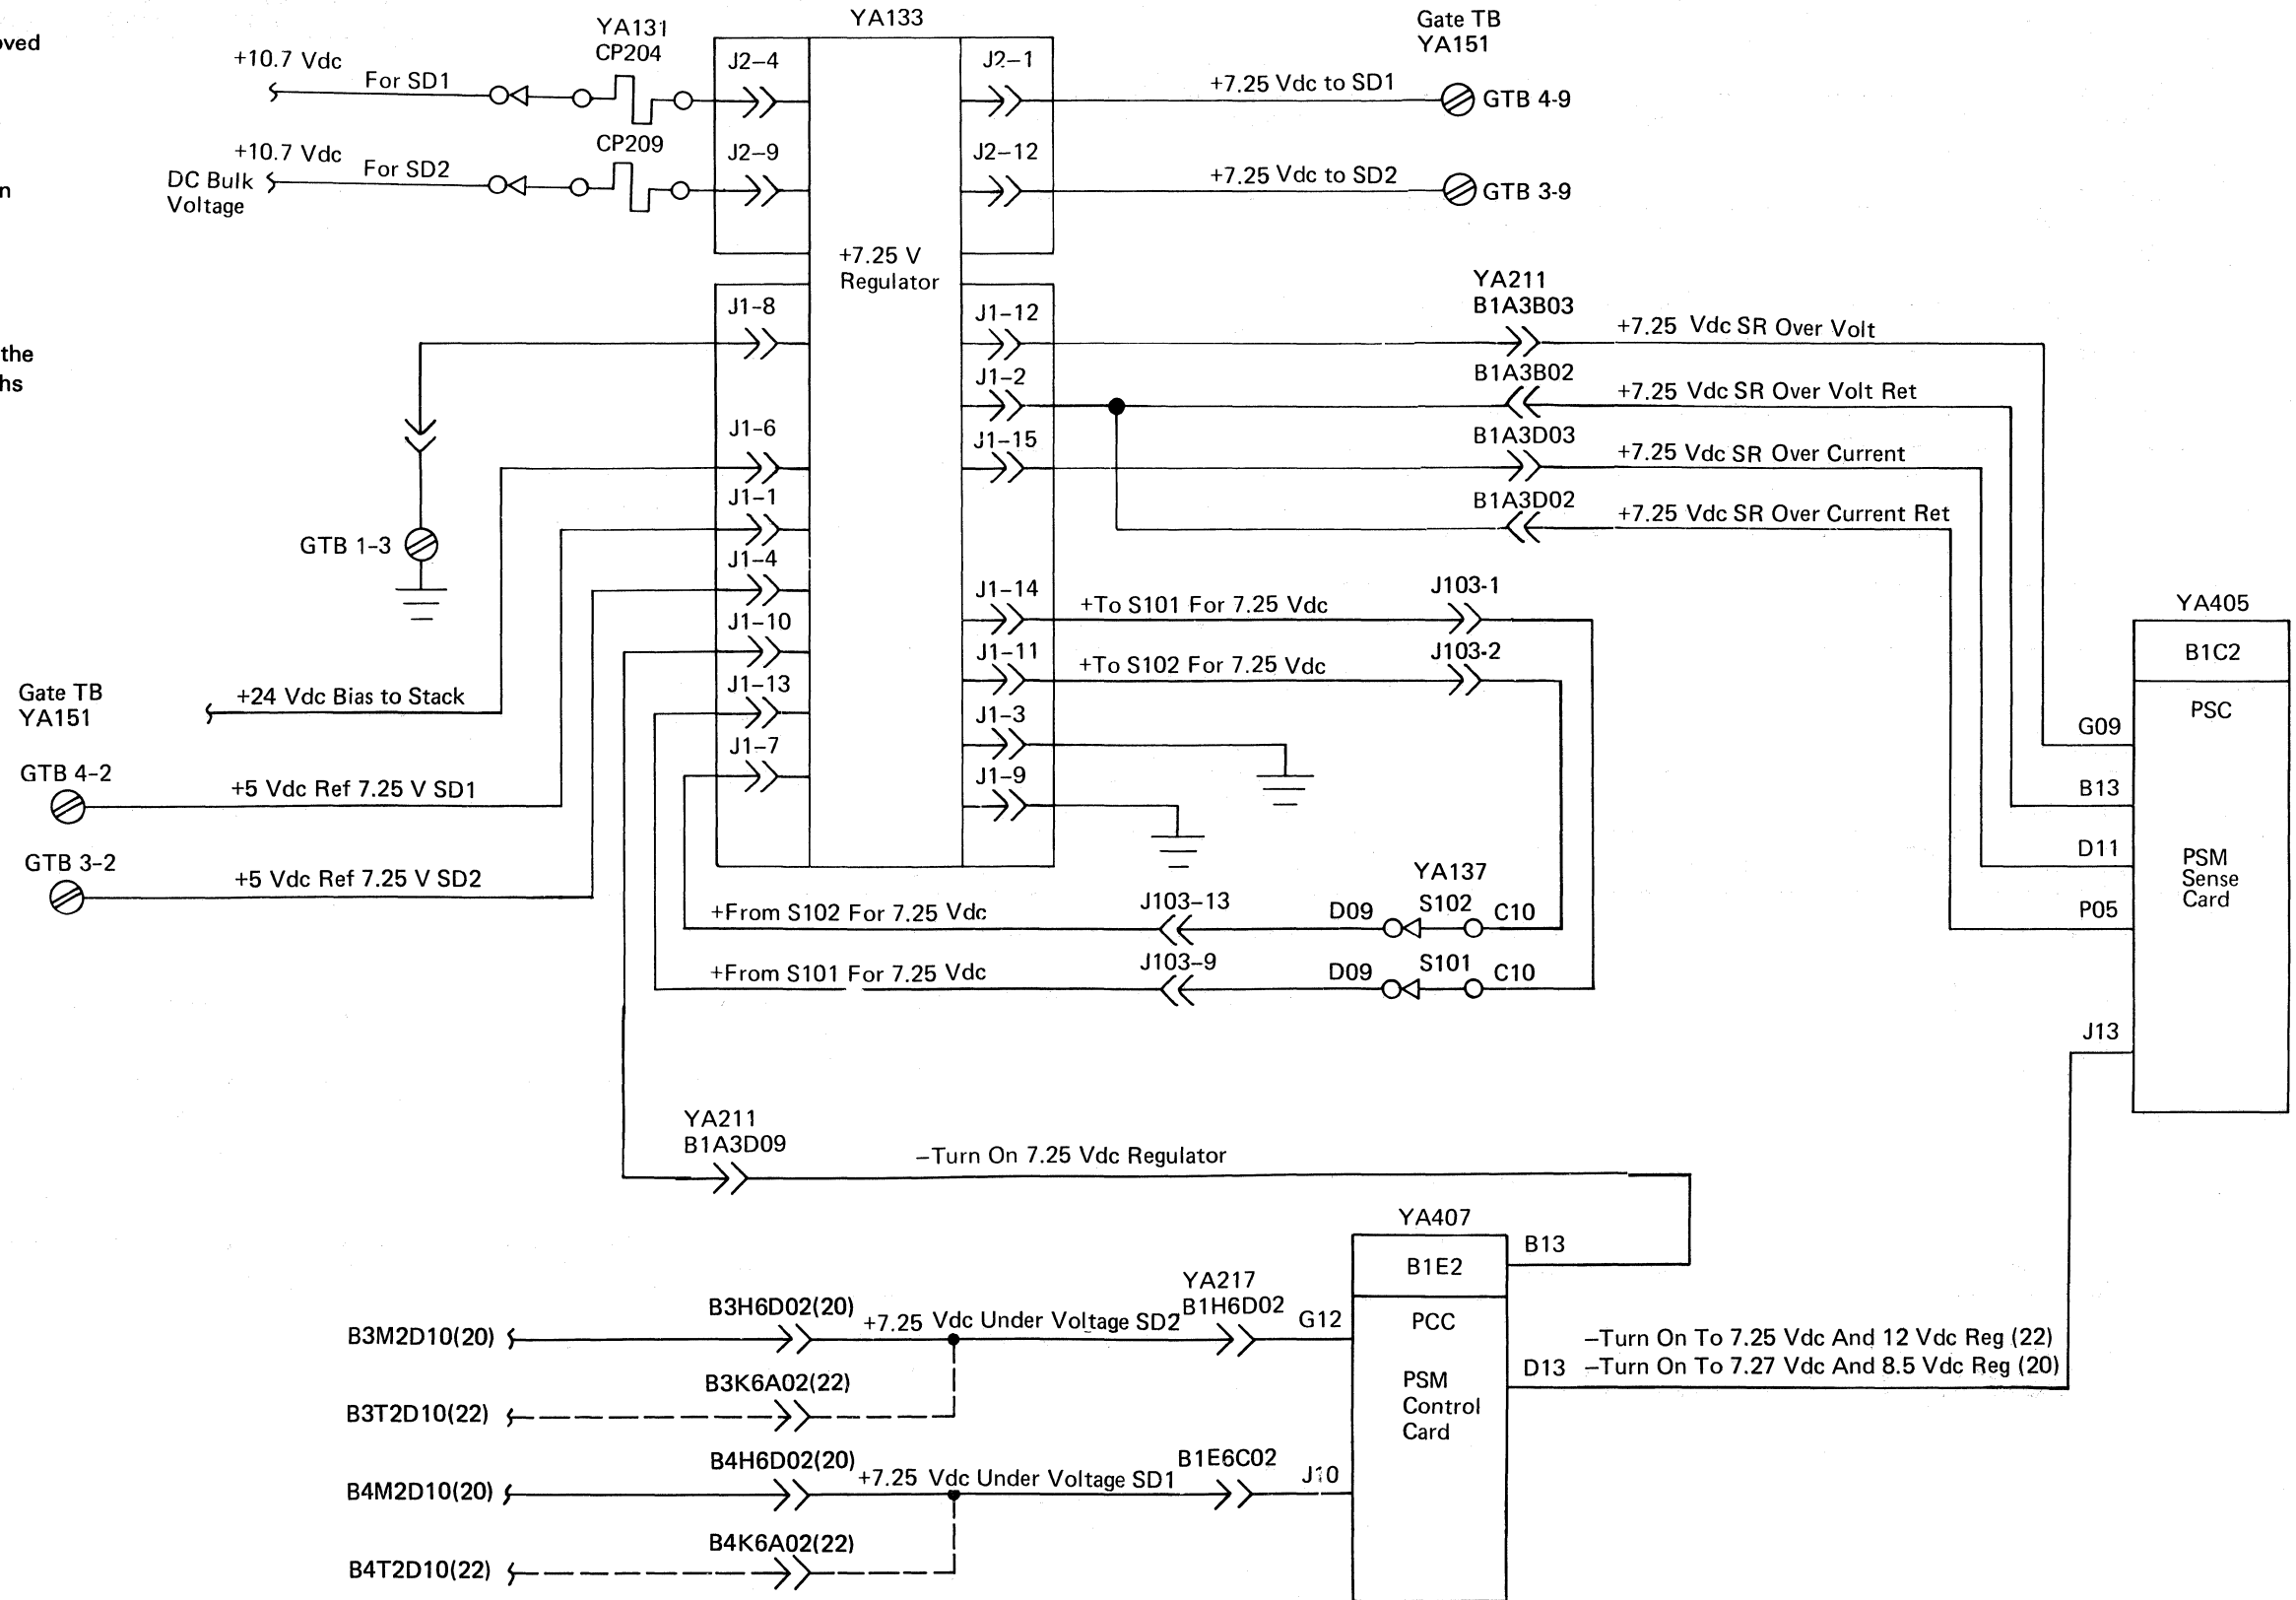 oved
n
the
hs
YA131
CP204
YA133
Gate TB
YA151
+10.7 Vdc
For SD1
J2–4
J2–1
+7.25 Vdc to SD1
GTB 4-9
CP209
+10.7 Vdc
For SD2
DC Bulk
Voltage
J2–9
J2–12
+7.25 Vdc to SD2
GTB 3-9
+7.25 V
Regulator
J1–8
J1–12
YA211
B1A3B03
+7.25 Vdc SR Over Volt
J1–2
B1A3B02
+7.25 Vdc SR Over Volt Ret
J1–6
J1–15
B1A3D03
+7.25 Vdc SR Over Current
J1–1
B1A3D02
+7.25 Vdc SR Over Current Ret
GTB 1–3
J1–4
J1–14
+To S101 For 7.25 Vdc
J103-1
J1–10
J1–11
+To S102 For 7.25 Vdc
J103-2
YA405
B1C2
PSC
PSM
Sense
Card
G09
B13
D11
P05
J13
Gate TB
YA151
+24 Vdc Bias to Stack
J1–13
J1–3
J1–7
J1–9
GTB 4–2
+5 Vdc Ref 7.25 V SD1
GTB 3-2
+5 Vdc Ref 7.25 V SD2
+From S102 For 7.25 Vdc
J103–13
D09
YA137
S102
C10
+From S101 For 7.25 Vdc
J103–9
D09
S101
C10
YA211
B1A3D09
–Turn On 7.25 Vdc Regulator
YA407
B1E2
B13
PCC
PSM
Control
Card
YA217
B1H6D02
G12
B3M2D10(20)
B3H6D02(20)
+7.25 Vdc Under Voltage SD2
–Turn On To 7.25 Vdc And 12 Vdc Reg (22)
D13
–Turn On To 7.27 Vdc And 8.5 Vdc Reg (20)
B3T2D10(22)
B3K6A02(22)
B4M2D10(20)
B4H6D02(20)
+7.25 Vdc Under Voltage SD1
B1E6C02
J10
B4T2D10(22)
B4K6A02(22)